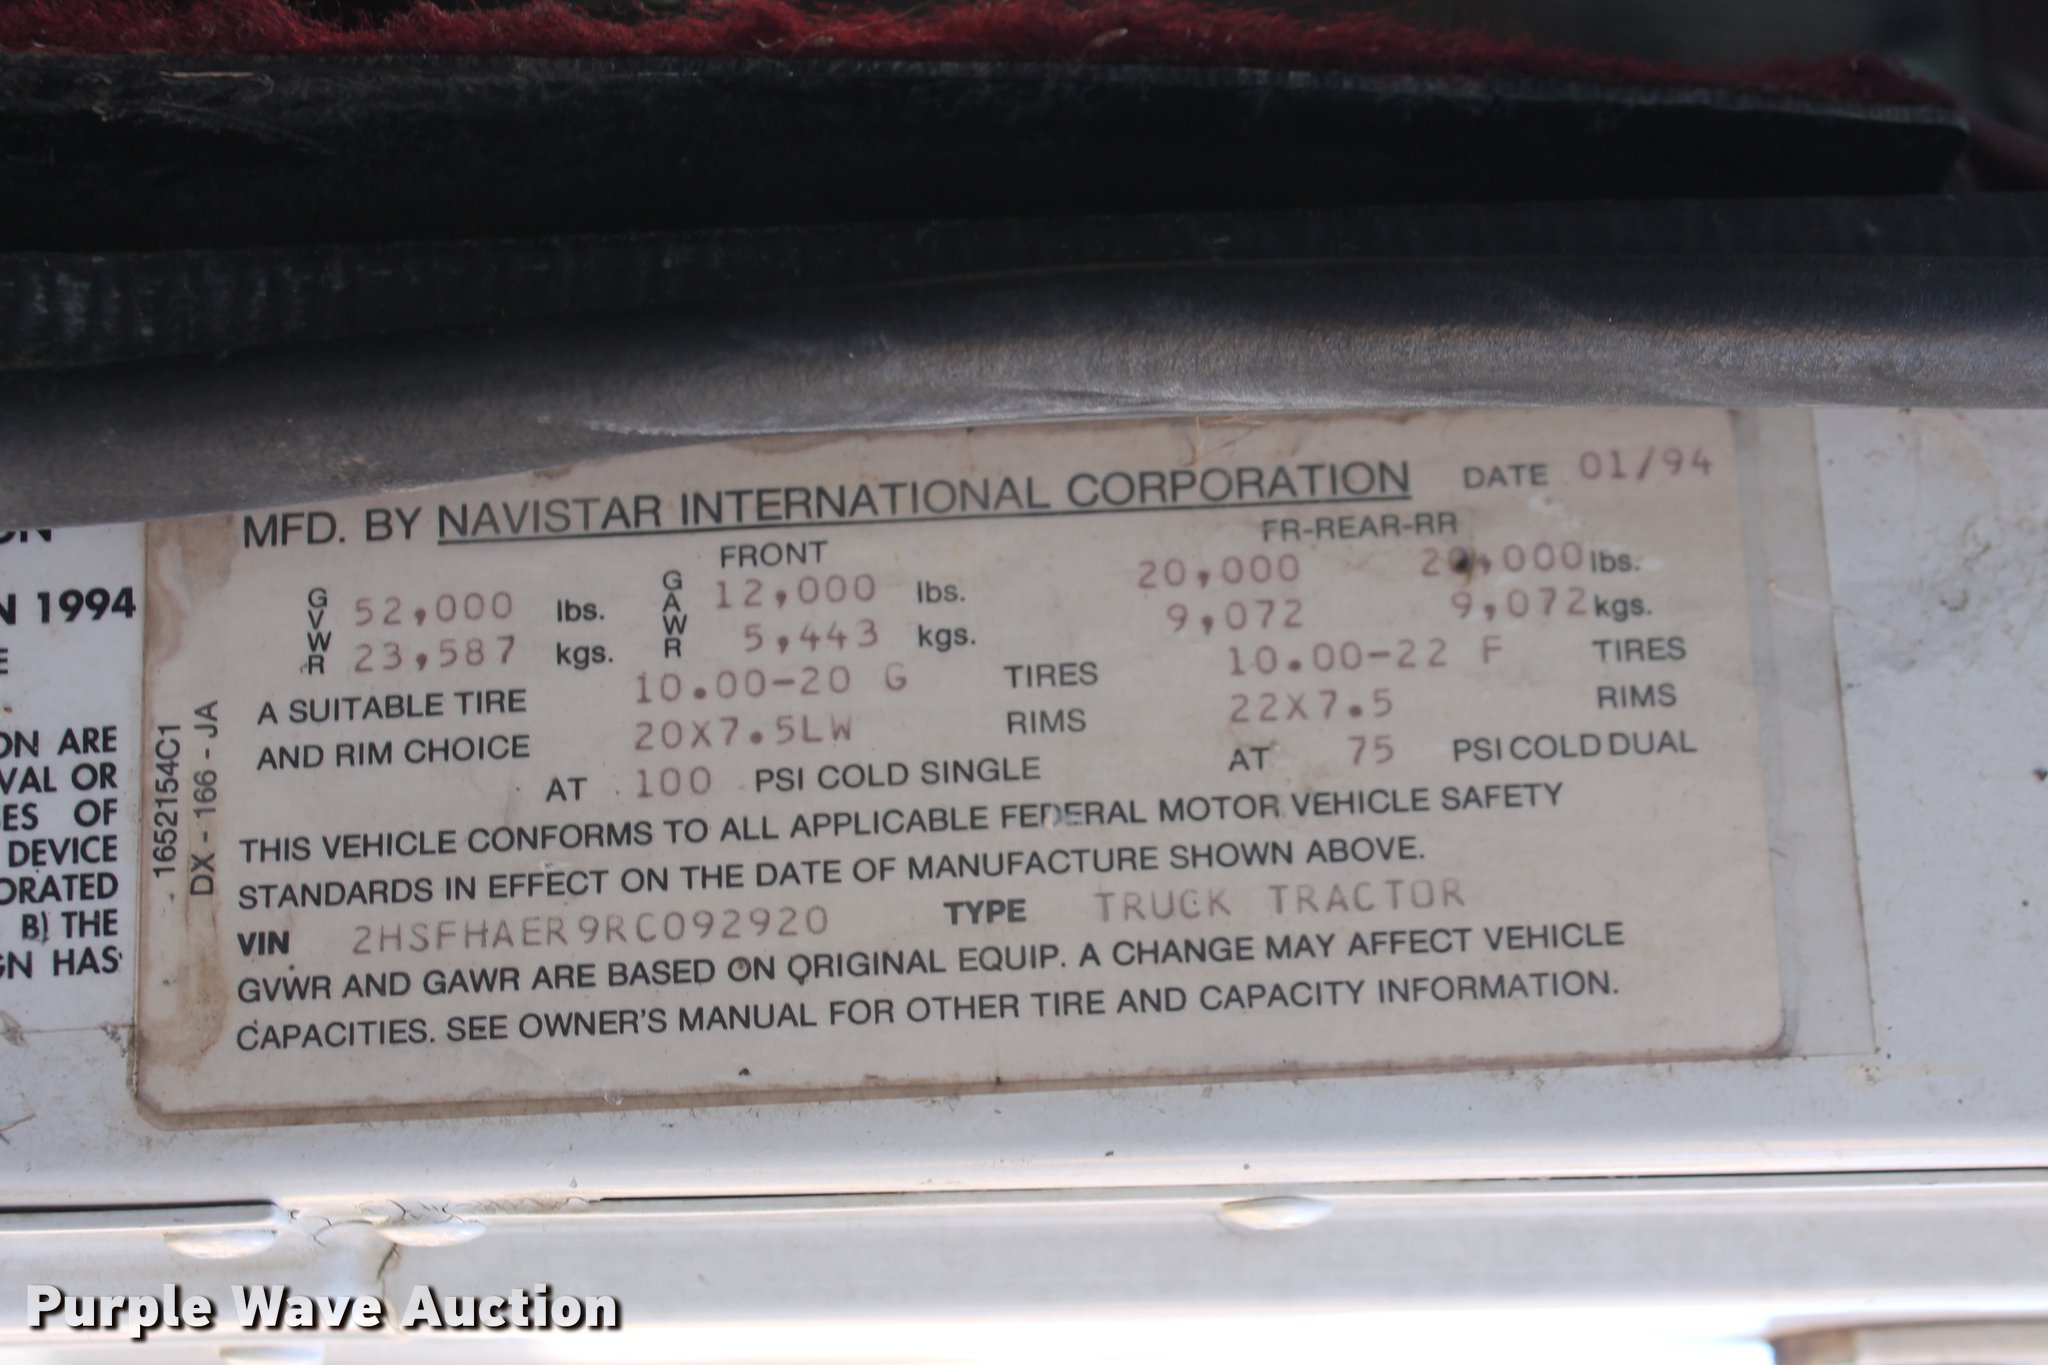 MFD. BY NAVISTAR INTERNATIONAL CORPORATION DATE 01/94
FRONT FR-REAR-RR
GVWR 52,000 lbs. GAWR 12,000 lbs. 20,000 20,000 lbs.
23,587 kgs. 5,443 kgs. 9,072 9,072 kgs.
A SUITABLE TIRE 10.00-20 G TIRES 10.00-22 F TIRES
AND RIM CHOICE 20X7.5LW RIMS 22X7.5 RIMS
AT 100 PSI COLD SINGLE AT 75 PSI COLD DUAL
THIS VEHICLE CONFORMS TO ALL APPLICABLE FEDERAL MOTOR VEHICLE SAFETY
STANDARDS IN EFFECT ON THE DATE OF MANUFACTURE SHOWN ABOVE.
VIN 2HSFHAER9RC092920 TYPE TRUCK TRACTOR
GVWR AND GAWR ARE BASED ON ORIGINAL EQUIP. A CHANGE MAY AFFECT VEHICLE
CAPACITIES. SEE OWNER'S MANUAL FOR OTHER TIRE AND CAPACITY INFORMATION.
1652154C1
DX - 166 - JA
N 1994
E
ON ARE
VAL OR
ES OF
DEVICE
ORATED
B) THE
GN HAS
Purple Wave Auction